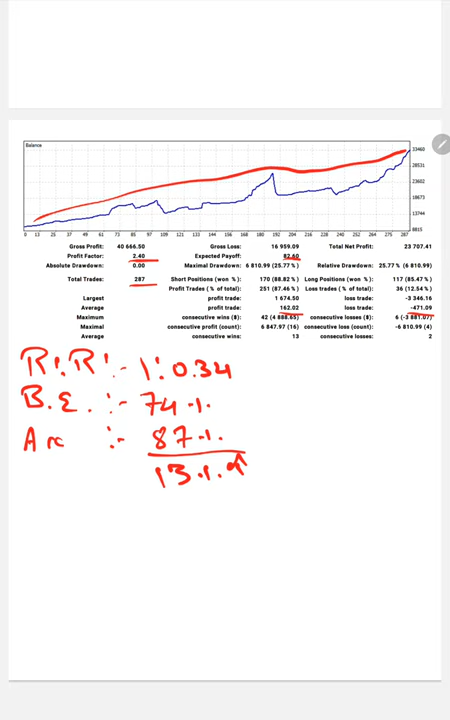 Balance
33460
28531
23602
18673
13744
8815
0 13 25 37 49 61 73 85 97 109 121 133 145 156 168 180 192 204 216 228 240 252 264 275 287
Gross Profit: 40 666.50 Gross Loss: 16 959.09 Total Net Profit: 23 707.41
Profit Factor: 2.40 Expected Payoff: 82.60
Absolute Drawdown: 0.00 Maximal Drawdown: 6 810.99 (25.77%) Relative Drawdown: 25.77% (6 810.99)
Total Trades: 287 Short Positions (won %): 170 (88.82%) Long Positions (won %): 117 (85.47%)
Profit Trades (% of total): 251 (87.46%) Loss trades (% of total): 36 (12.54%)
Largest profit trade: 1 674.50 loss trade: -3 346.16
Average profit trade: 162.02 loss trade: -471.09
Maximum consecutive wins ($): 42 (4 888.65) consecutive losses ($): 6 (-3 881.07)
Maximal consecutive profit (count): 6 847.97 (16) consecutive loss (count): -6 810.99 (4)
Average consecutive wins: 13 consecutive losses: 2
R:R :- 1:0.34
B.E. :- 74%
:- 87%
13%